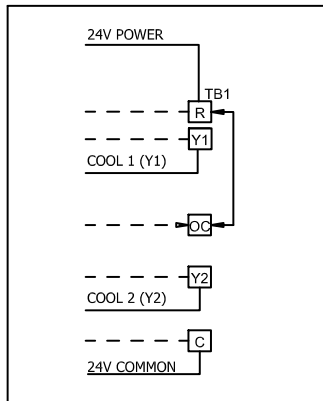 24V POWER
TB1
R
Y1
COOL 1 (Y1)
OC
Y2
COOL 2 (Y2)
C
24V COMMON